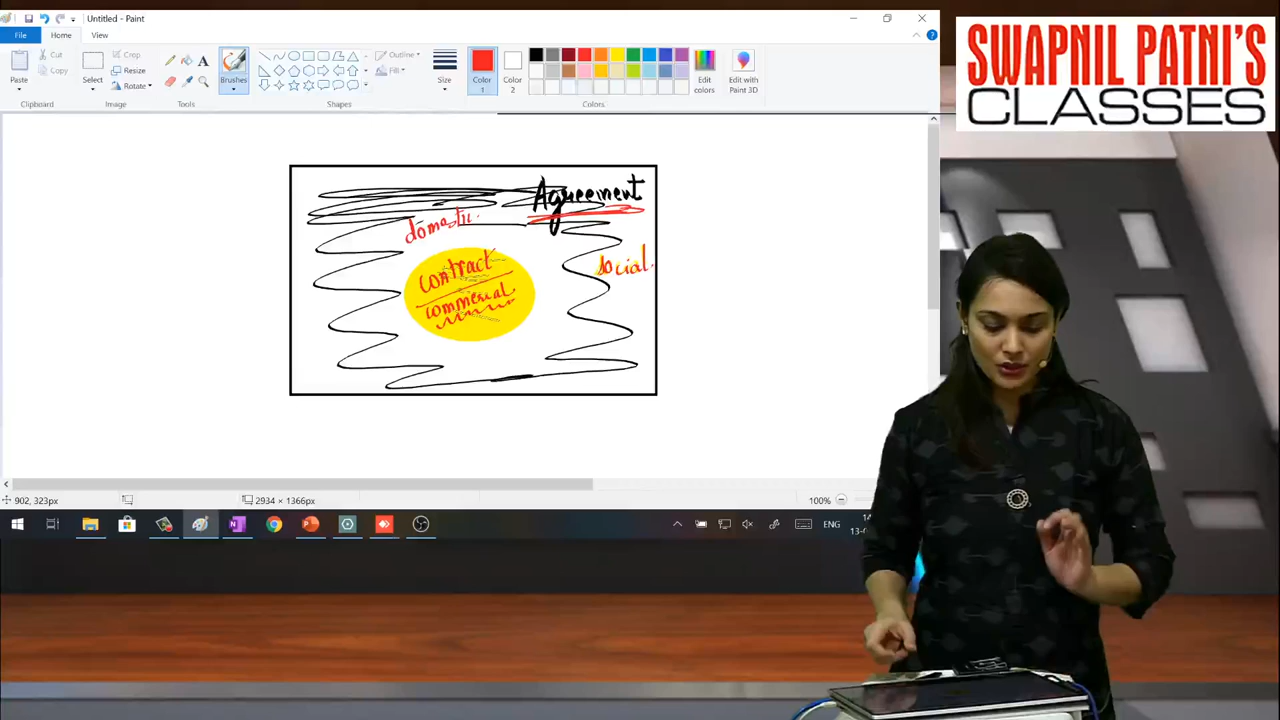 Untitled - Paint
File
Home
View
Cut
Copy
Paste
Clipboard
Select
Crop
Resize
Rotate
Image
Tools
Brushes
Shapes
Outline
Fill
Size
Color 1
Color 2
Colors
Edit colors
Edit with Paint 3D
SWAPNIL PATNI'S
CLASSES
Agreement
domastic
social.
contract
commerial
902, 323px
2934 × 1366px
100%
ENG